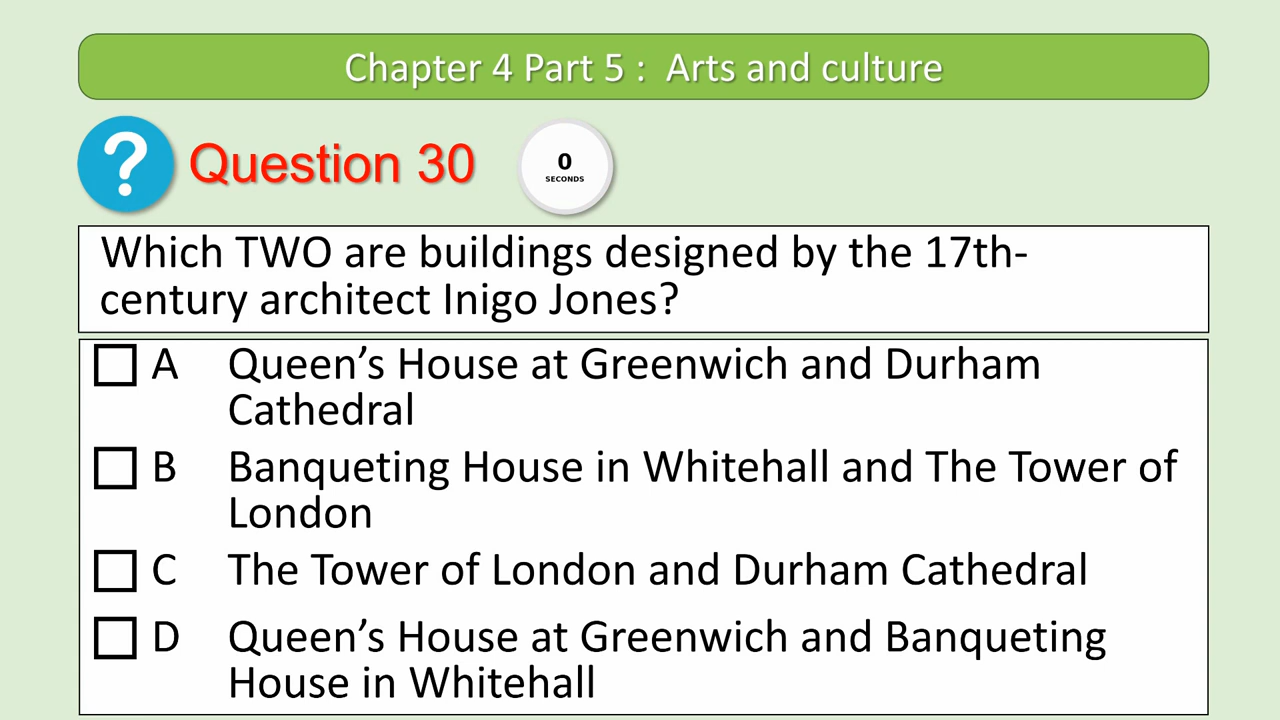 Chapter 4 Part 5 : Arts and culture
?
Question 30
0
SECONDS
Which TWO are buildings designed by the 17th-
century architect Inigo Jones?
A Queen’s House at Greenwich and Durham
Cathedral
B Banqueting House in Whitehall and The Tower of
London
C The Tower of London and Durham Cathedral
D Queen’s House at Greenwich and Banqueting
House in Whitehall